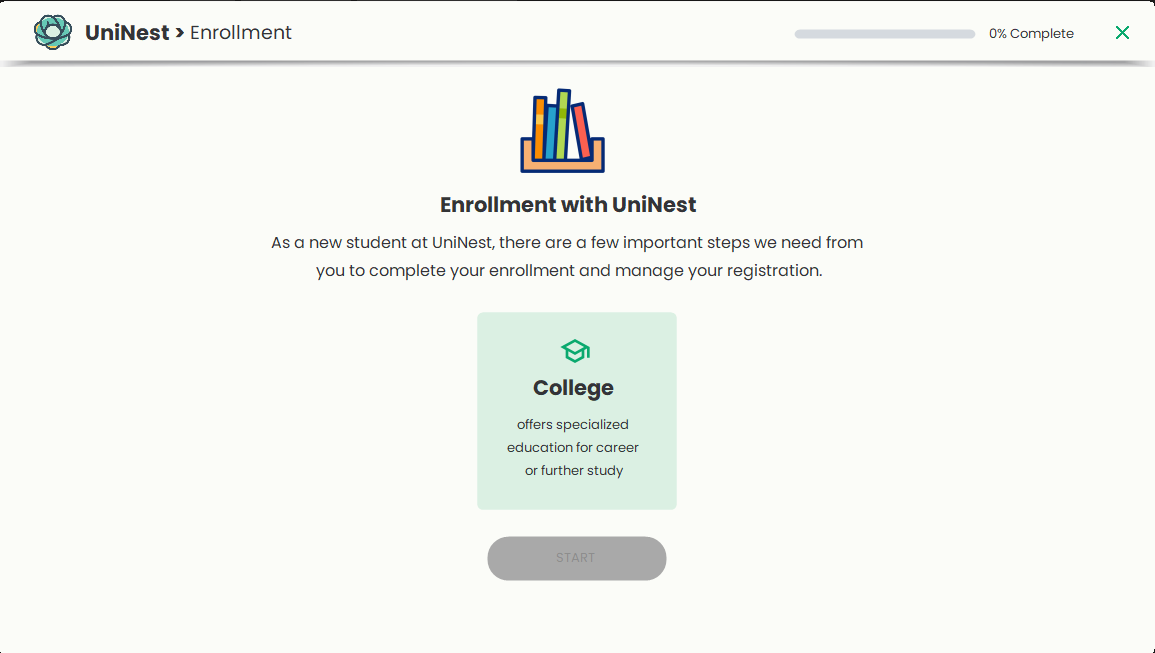 UniNest > Enrollment
0% Complete
Enrollment with UniNest
As a new student at UniNest, there are a few important steps we need from
you to complete your enrollment and manage your registration.
College
offers specialized
education for career
or further study
START